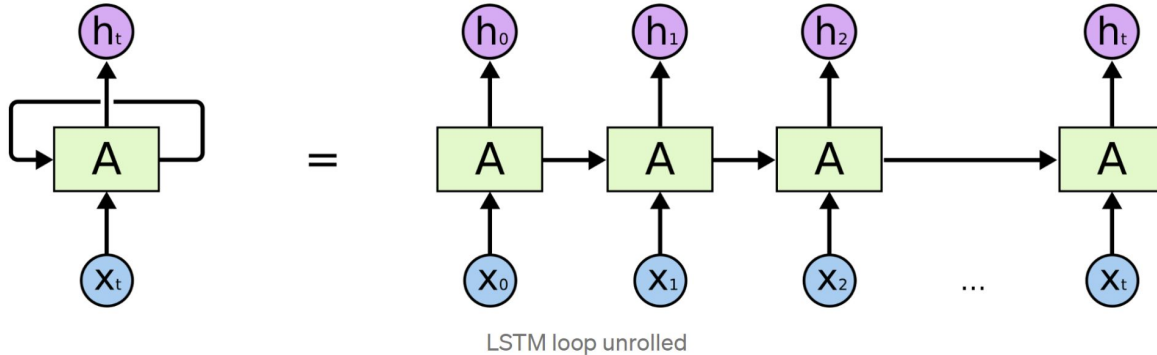 hₜ h₀ h₁ h₂ hₜ
A = A A A A
xₜ x₀ x₁ x₂ ... xₜ
LSTM loop unrolled